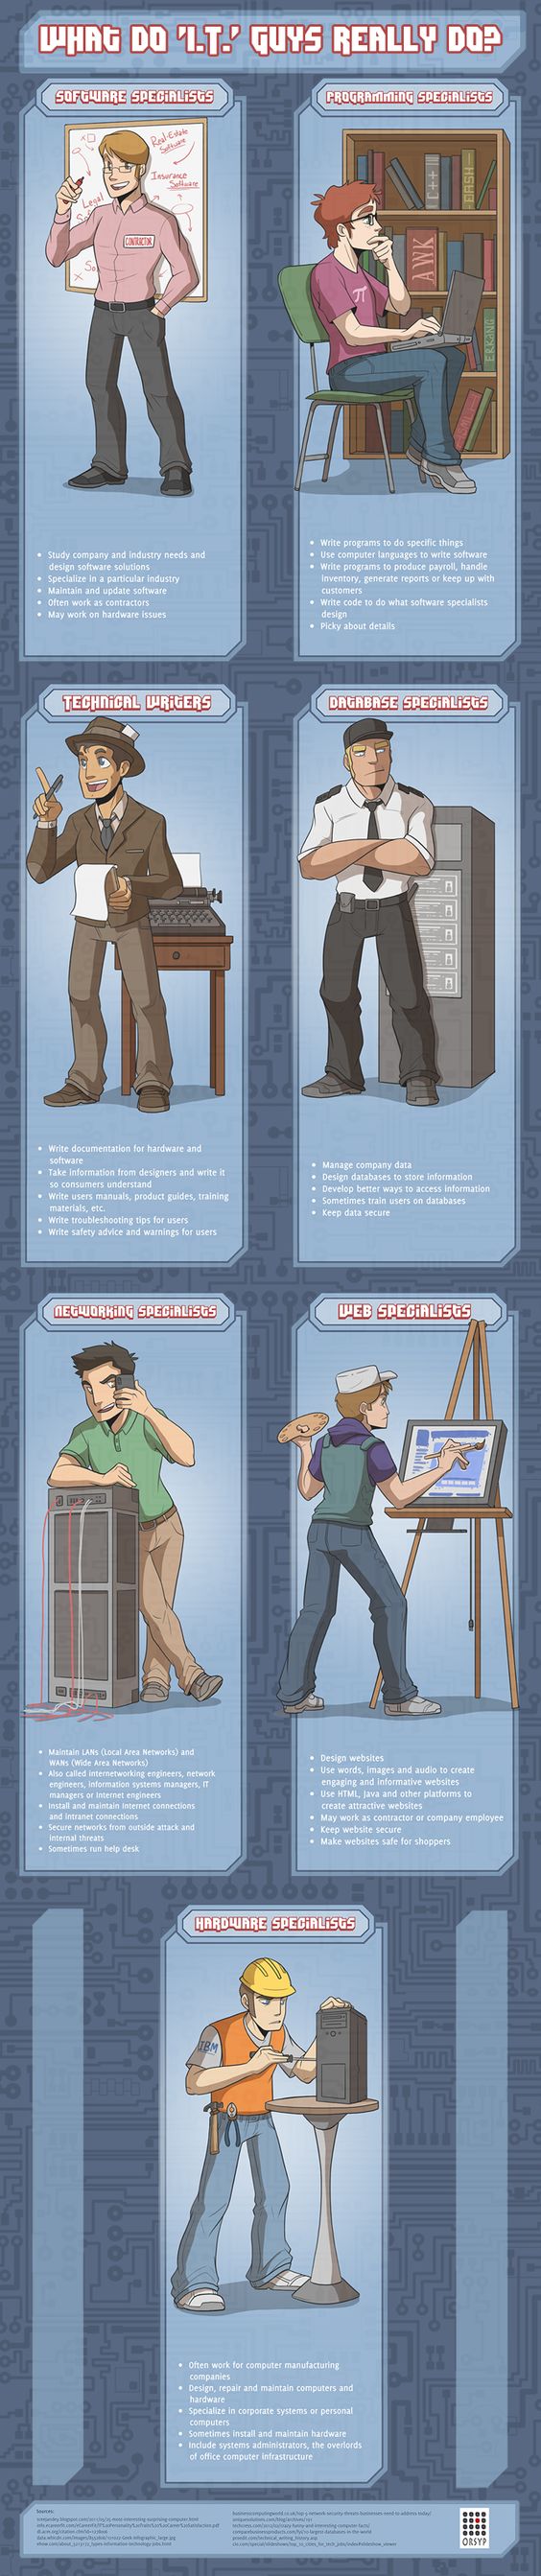 WHAT DO 'I.T.' GUYS REALLY DO?
SOFTWARE SPECIALISTS
Real-Estate
Software
Insurance
Software
Legal
So
CONTRACTOR
• Study company and industry needs and
design software solutions
• Specialize in a particular industry
• Maintain and update software
• Often work as contractors
• May work on hardware issues
PROGRAMMING SPECIALISTS
C++
BASH
AWK
π
ERLANG
• Write programs to do specific things
• Use computer languages to write software
• Write programs to produce payroll, handle
inventory, generate reports or keep up with
customers
• Write code to do what software specialists
design
• Picky about details
TECHNICAL WRITERS
• Write documentation for hardware and
software
• Take information from designers and write it
so consumers understand
• Write users manuals, product guides, training
materials, etc.
• Write troubleshooting tips for users
• Write safety advice and warnings for users
DATABASE SPECIALISTS
• Manage company data
• Design databases to store information
• Develop better ways to access information
• Sometimes train users on databases
• Keep data secure
NETWORKING SPECIALISTS
• Maintain LANs (Local Area Networks) and
WANs (Wide Area Networks)
• Also called internetworking engineers, network
engineers, information systems managers, IT
managers or Internet engineers
• Install and maintain Internet connections
and Intranet connections
• Secure networks from outside attack and
internal threats
• Sometimes run help desk
WEB SPECIALISTS
• Design websites
• Use words, images and audio to create
engaging and informative websites
• Use HTML, Java and other platforms to
create attractive websites
• May work as contractor or company employee
• Keep website secure
• Make websites safe for shoppers
HARDWARE SPECIALISTS
IBM
• Often work for computer manufacturing
companies
• Design, repair and maintain computers and
hardware
• Specialize in corporate systems or personal
computers
• Sometimes install and maintain hardware
• Include systems administrators, the overlords
of office computer infrastructure
Sources:
ORSYP